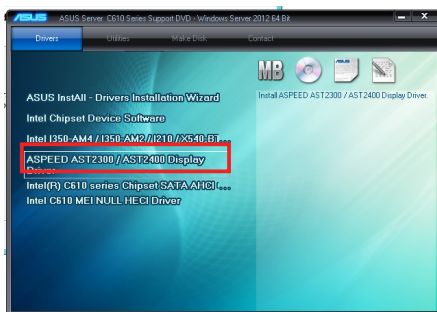 ASUS ASUS Server C610 Series Support DVD - Windows Server 2012 64 Bit
Drivers Utilities Make Disk Contact
MB
ASUS InstAll - Drivers Installation Wizard
Install ASPEED AST2300 / AST2400 Display Driver.
Intel Chipset Device Software
Intel I350-AM4 / I350-AM2 / I210 / X540-BT...
ASPEED AST2300 / AST2400 Display
Driver
Intel(R) C610 series Chipset SATA AHCI (...
Intel C610 MEI NULL HECI Driver